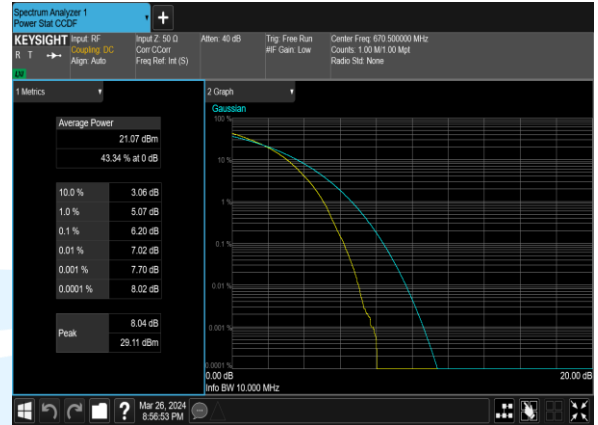 Spectrum Analyzer 1
Power Stat CCDF
+
KEYSIGHT
R T
LXI
Input: RF
Coupling: DC
Align: Auto
Input Z: 50 Ω
Corr CCorr
Freq Ref: Int (S)
Atten: 40 dB
Trig: Free Run
#IF Gain: Low
Center Freq: 670.500000 MHz
Counts: 1.00 M/1.00 Mpt
Radio Std: None
1 Metrics
Average Power
21.07 dBm
43.34 % at 0 dB
10.0 % 3.06 dB
1.0 % 5.07 dB
0.1 % 6.20 dB
0.01 % 7.02 dB
0.001 % 7.70 dB
0.0001 % 8.02 dB
Peak
8.04 dB
29.11 dBm
2 Graph
Gaussian
100 %
10 %
1 %
0.1 %
0.01 %
0.001 %
0.0001 %
0.00 dB 20.00 dB
Info BW 10.000 MHz
?
Mar 26, 2024
8:56:53 PM